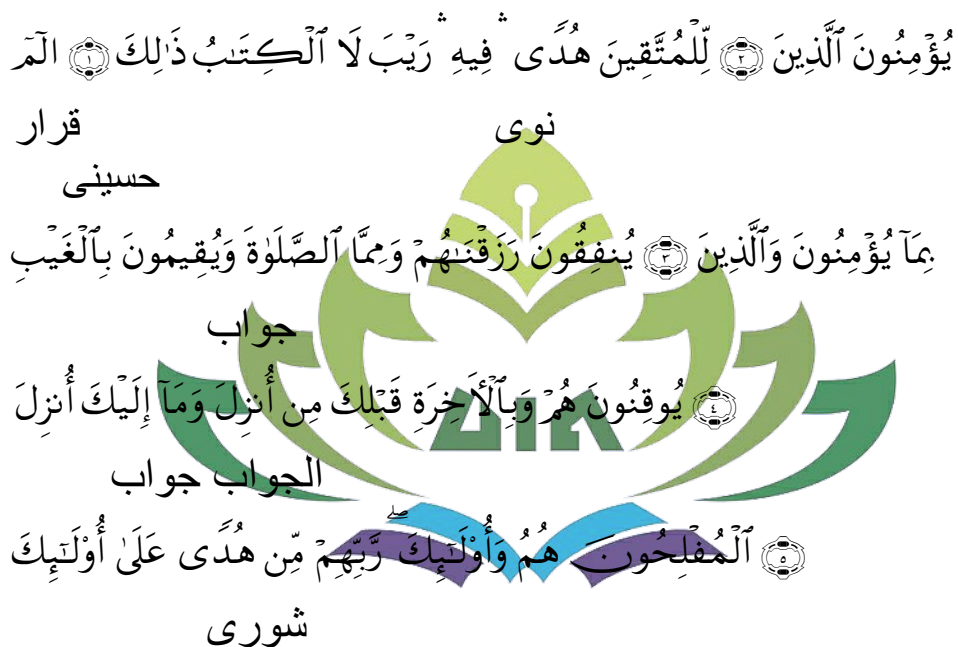 يُؤْمِنُونَ ٱلَّذِينَ ۝٢ لِّلْمُتَّقِينَ هُدًى ۛ فِيهِ ۛ رَيْبَ لَا ٱلْكِتَـٰبُ ذَٰلِكَ ۝١ الٓمٓ
نوى قرار
حسينى
بِمَآ يُؤْمِنُونَ وَٱلَّذِينَ ۝٣ يُنفِقُونَ رَزَقْنَـٰهُمْ وَمِمَّا ٱلصَّلَوٰةَ وَيُقِيمُونَ بِٱلْغَيْبِ
جواب
۝٤ يُوقِنُونَ هُمْ وَبِٱلْأَخِرَةِ قَبْلِكَ مِن أُنزِلَ وَمَآ إِلَيْكَ أُنزِلَ
الجواب جواب
۝٥ ٱلْمُفْلِحُونَ هُمُ وَأُو۟لَـٰٓئِكَ ۖ رَّبِّهِمْ مِّن هُدًى عَلَىٰ أُو۟لَـٰٓئِكَ
شورى